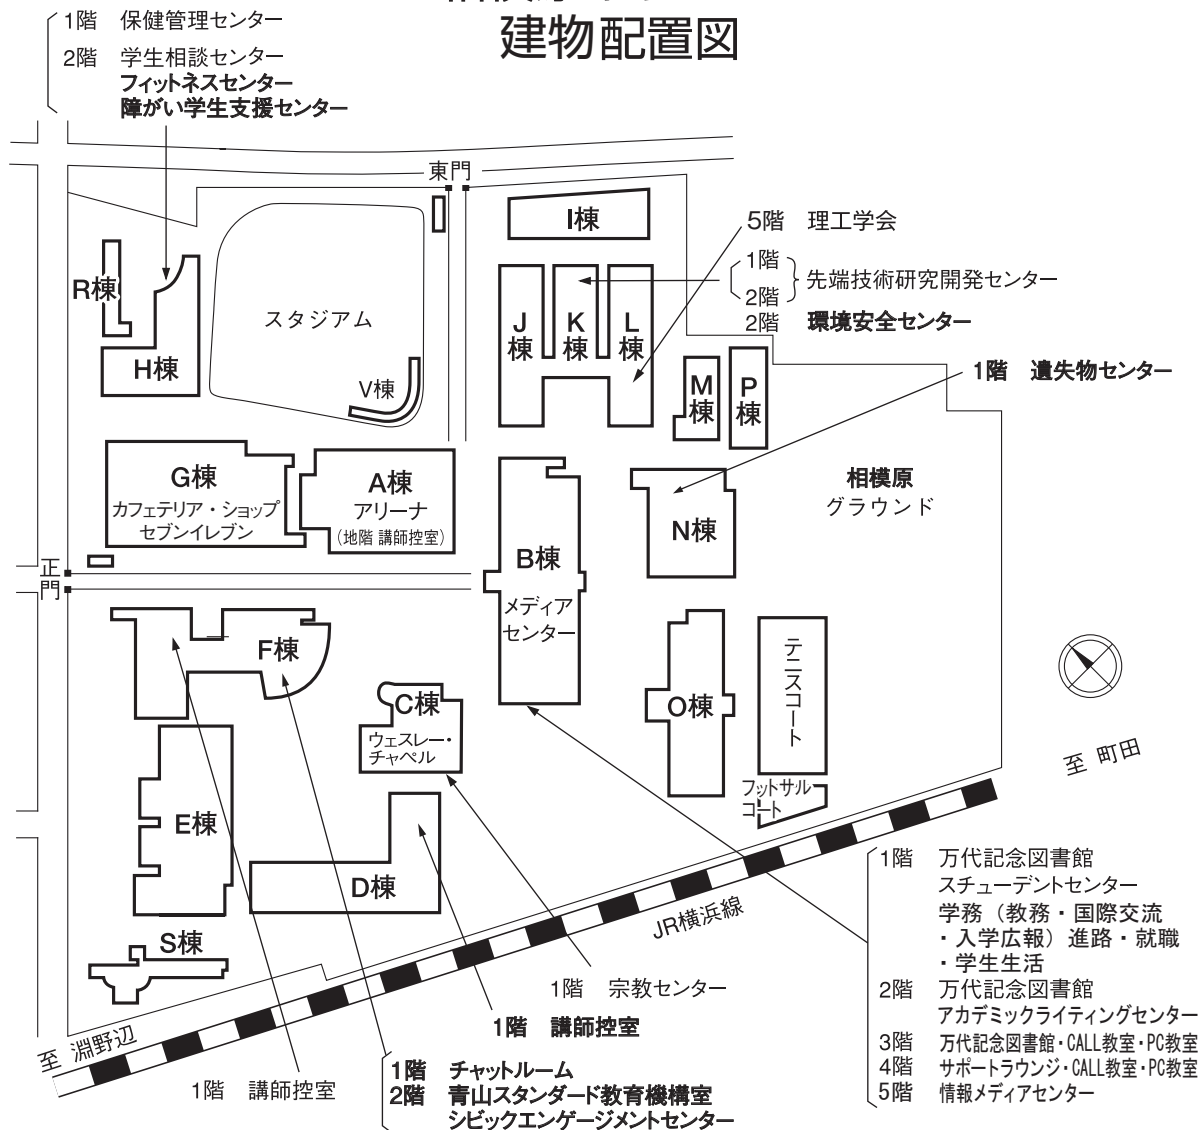 建物配置図
1階 保健管理センター
2階 学生相談センター
フィットネスセンター
障がい学生支援センター
東門
I棟
5階 理工学会
1階
2階
先端技術研究開発センター
2階 環境安全センター
R棟
H棟
スタジアム
V棟
J棟
K棟
L棟
M棟
P棟
1階 遺失物センター
G棟
カフェテリア・ショップ
セブンイレブン
A棟
アリーナ
(地階 講師控室)
B棟
メディア
センター
N棟
相模原
グラウンド
正門
F棟
C棟
ウェスレー・
チャペル
O棟
テニスコート
フットサル
コート
至 町田
E棟
D棟
S棟
JR横浜線
至 淵野辺
1階 講師控室
1階 宗教センター
1階 講師控室
1階 チャットルーム
2階 青山スタンダード教育機構室
シビックエンゲージメントセンター
1階 万代記念図書館
スチューデントセンター
学務(教務・国際交流
・入学広報)進路・就職
・学生生活
2階 万代記念図書館
アカデミックライティングセンター
3階 万代記念図書館・CALL教室・PC教室
4階 サポートラウンジ・CALL教室・PC教室
5階 情報メディアセンター